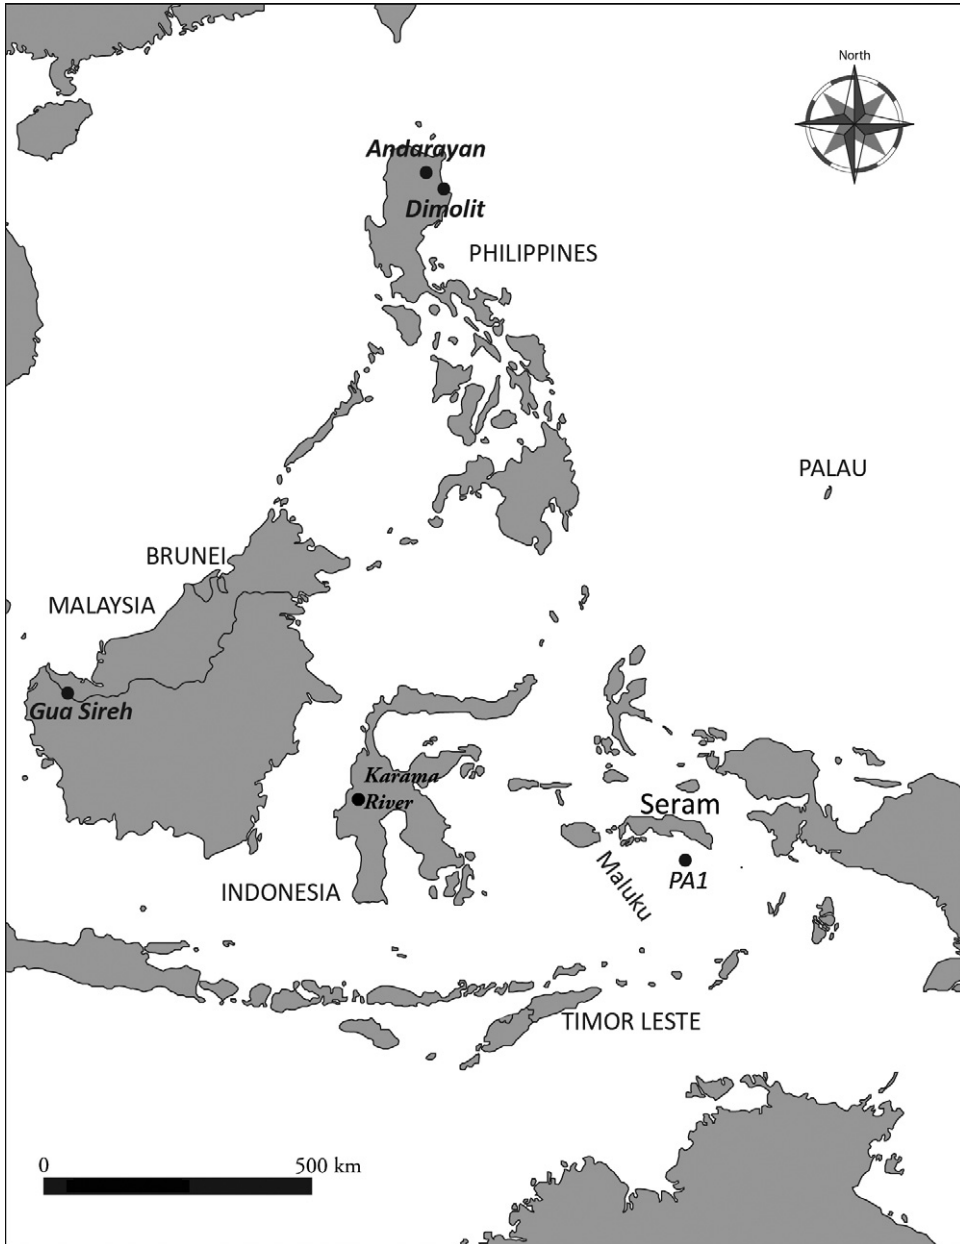 North
Andarayan
Dimolit
PHILIPPINES
PALAU
BRUNEI
MALAYSIA
Gua Sireh
Karama
River
Seram
PA1
Maluku
INDONESIA
TIMOR LESTE
0
500 km